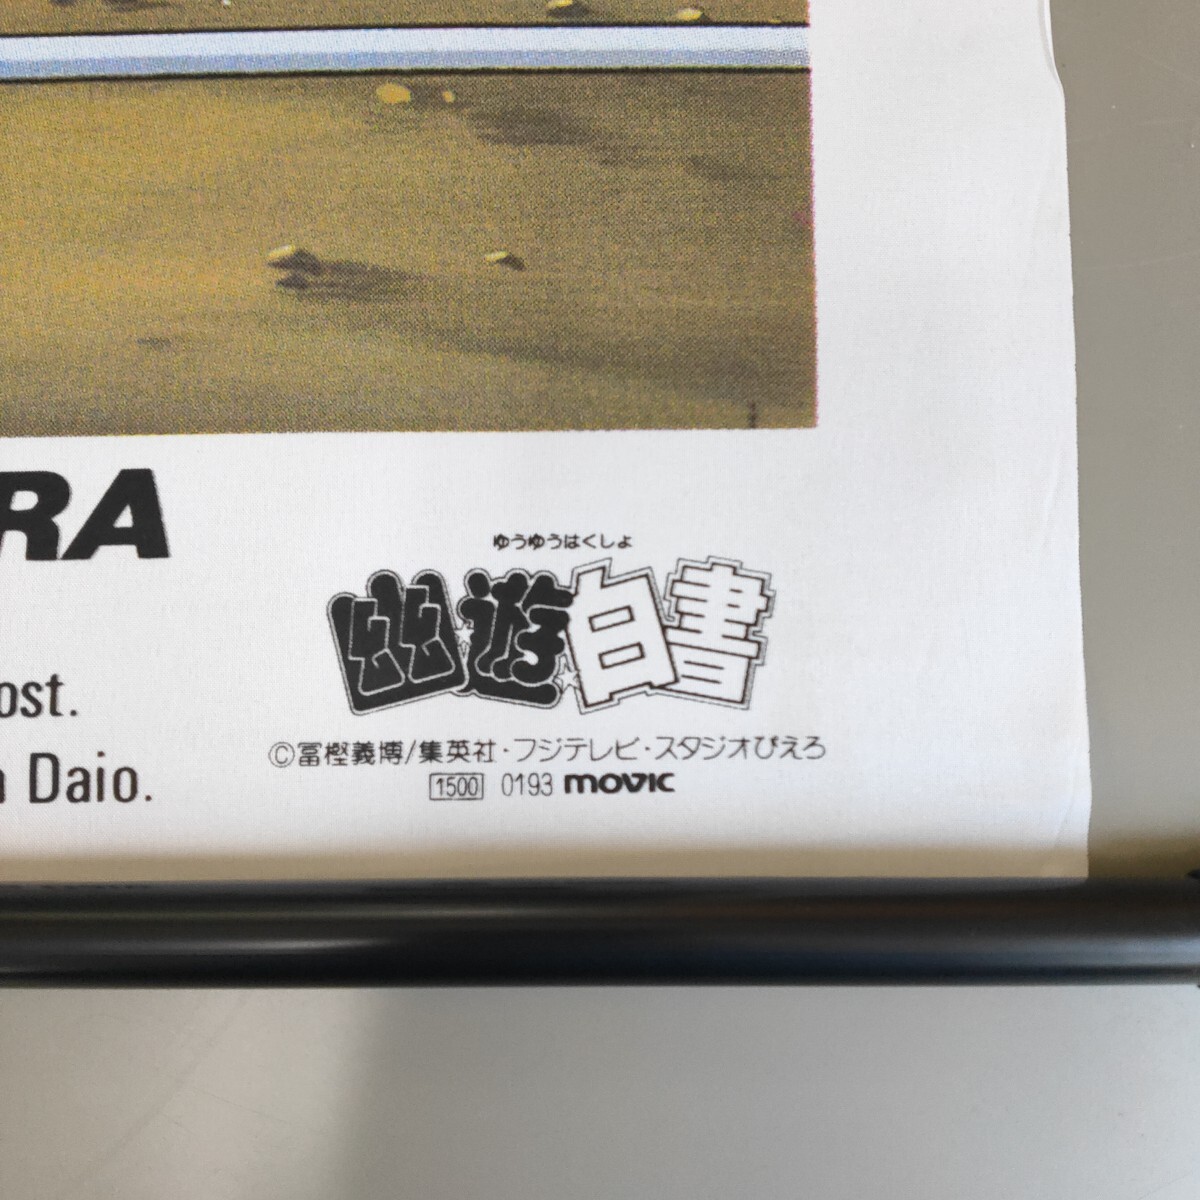 RA
ost.
Daio.
ゆうゆうはくしょ
幽遊白書
©冨樫義博/集英社・フジテレビ・スタジオぴえろ
1500 0193 movic